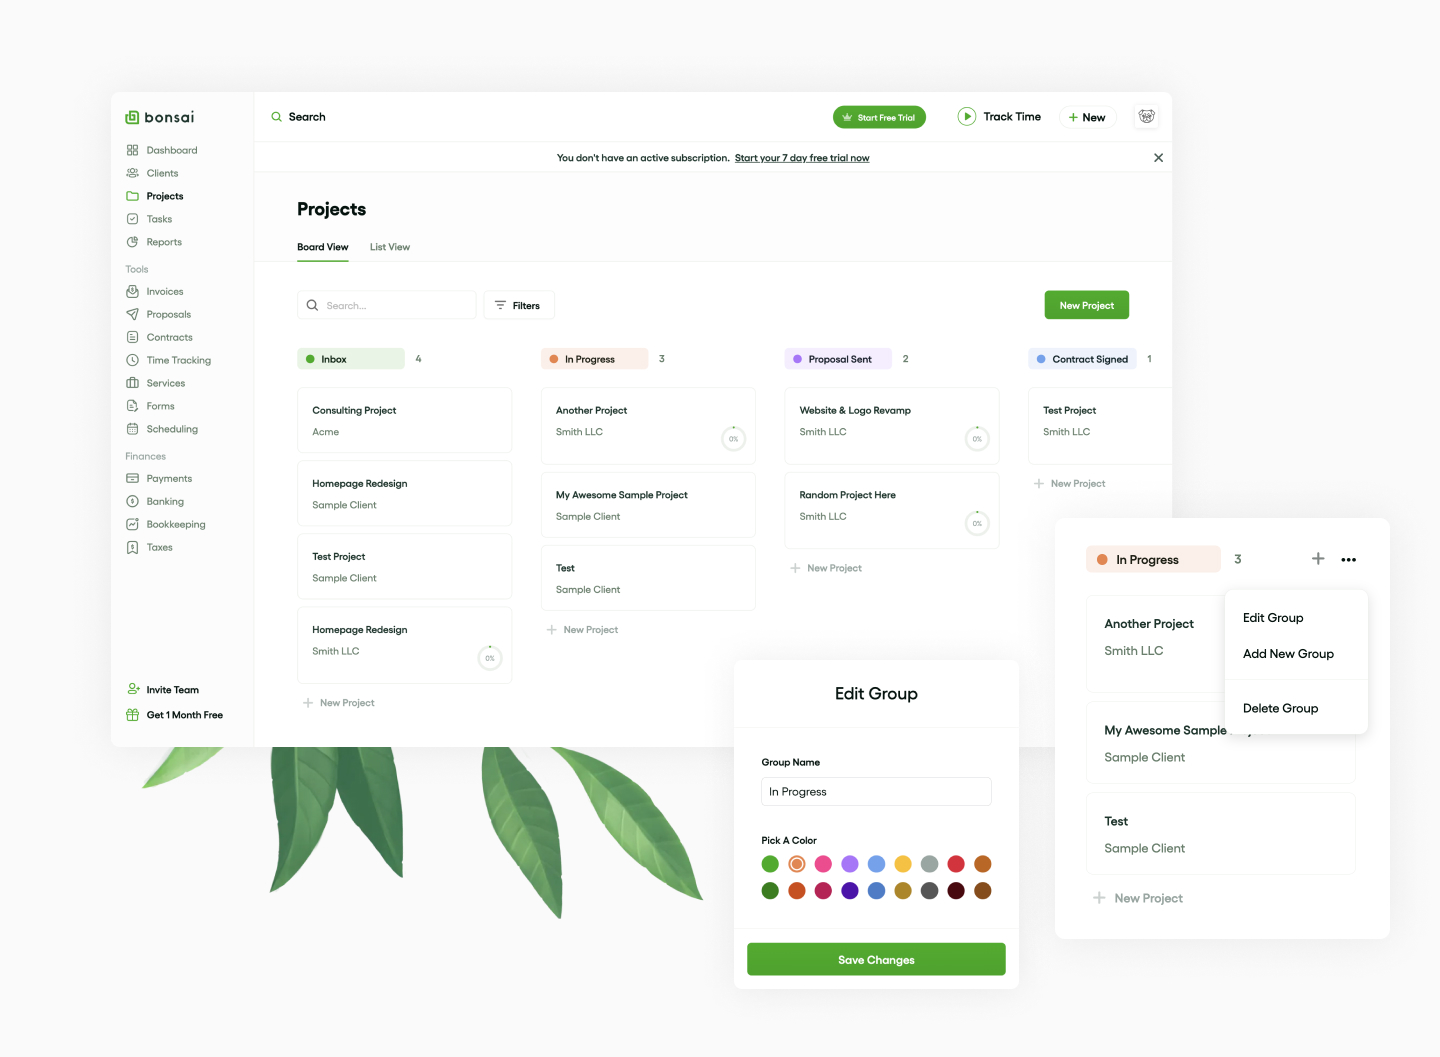 bonsai
Search
Start Free Trial
Track Time
New
You don't have an active subscription. Start your 7 day free trial now
Dashboard
Clients
Projects
Tasks
Reports
Tools
Invoices
Proposals
Contracts
Time Tracking
Services
Forms
Scheduling
Finances
Payments
Banking
Bookkeeping
Taxes
Invite Team
Get 1 Month Free
Projects
Board View
List View
Search...
Filters
New Project
Inbox 4
Consulting Project
Acme
Homepage Redesign
Sample Client
Test Project
Sample Client
Homepage Redesign
Smith LLC
0%
New Project
In Progress 3
Another Project
Smith LLC
0%
My Awesome Sample Project
Sample Client
Test
Sample Client
New Project
Proposal Sent 2
Website & Logo Revamp
Smith LLC
0%
Random Project Here
Smith LLC
0%
New Project
Contract Signed 1
Test Project
Smith LLC
New Project
Edit Group
Group Name
In Progress
Pick A Color
Save Changes
In Progress 3
Another Project
Smith LLC
My Awesome Sample
Sample Client
Test
Sample Client
New Project
Edit Group
Add New Group
Delete Group